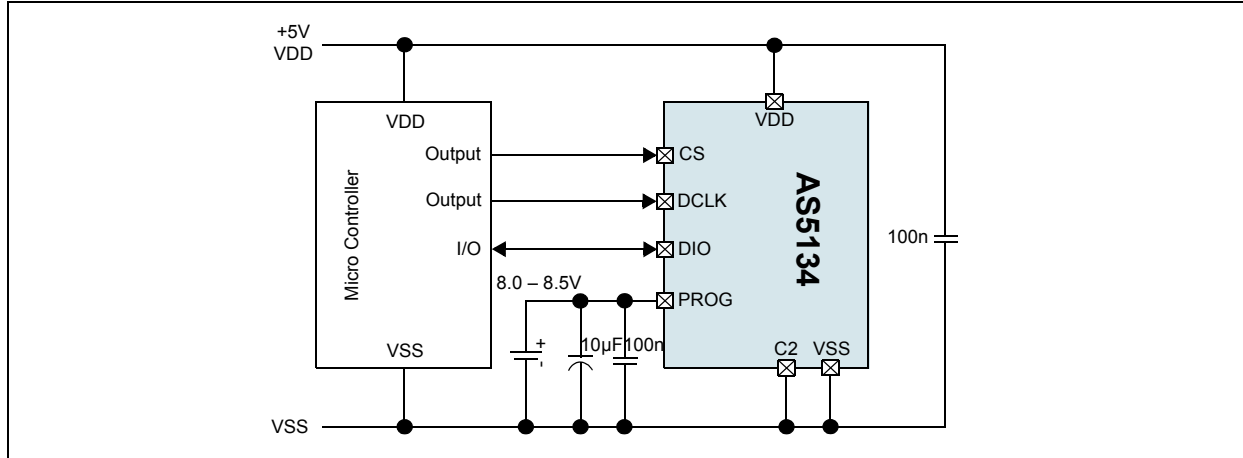 +5V
VDD
VDD
VDD
Micro Controller
Output
CS
Output
DCLK
I/O
DIO
AS5134
100n
8.0 – 8.5V
PROG
+
-
10µF
100n
VSS
C2
VSS
VSS